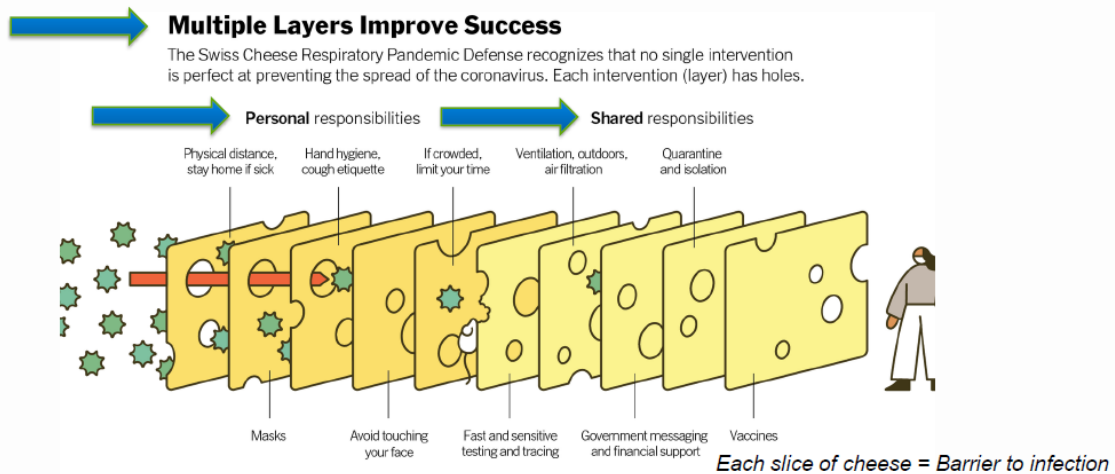 Multiple Layers Improve Success
The Swiss Cheese Respiratory Pandemic Defense recognizes that no single intervention
is perfect at preventing the spread of the coronavirus. Each intervention (layer) has holes.
Personal responsibilities
Shared responsibilities
Physical distance,
stay home if sick
Hand hygiene,
cough etiquette
If crowded,
limit your time
Ventilation, outdoors,
air filtration
Quarantine
and isolation
Masks
Avoid touching
your face
Fast and sensitive
testing and tracing
Government messaging
and financial support
Vaccines
Each slice of cheese = Barrier to infection